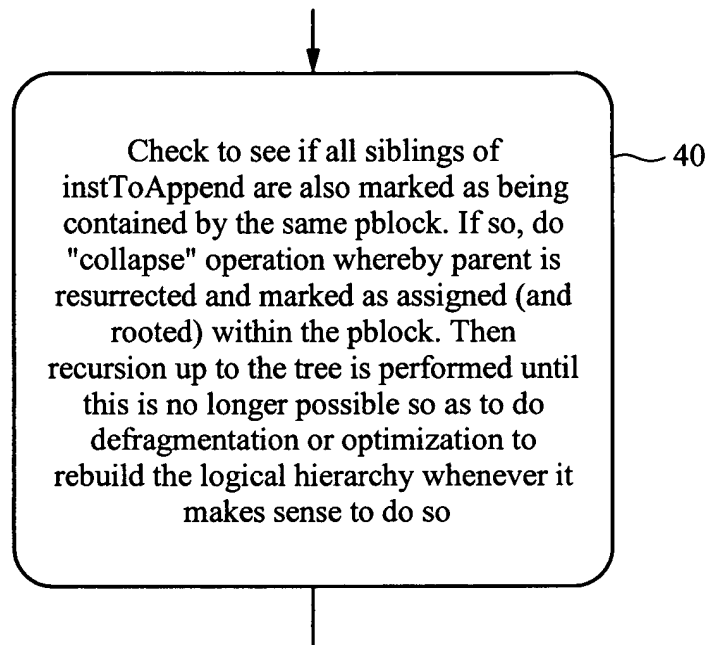 Check to see if all siblings of
instToAppend are also marked as being
contained by the same pblock. If so, do
"collapse" operation whereby parent is
resurrected and marked as assigned (and
rooted) within the pblock. Then
recursion up to the tree is performed until
this is no longer possible so as to do
defragmentation or optimization to
rebuild the logical hierarchy whenever it
makes sense to do so
40